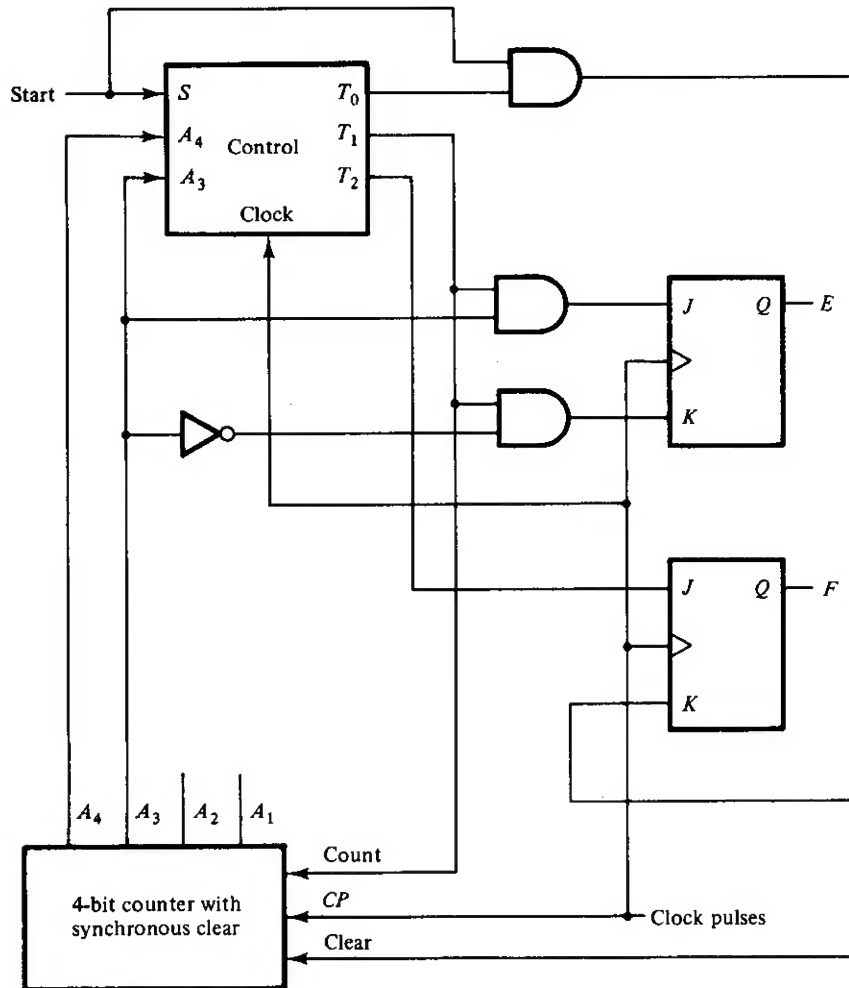 Start
S
T0
A4
Control
T1
A3
T2
Clock
J
Q
E
K
J
Q
F
K
A4
A3
A2
A1
Count
4-bit counter with
synchronous clear
CP
Clock pulses
Clear